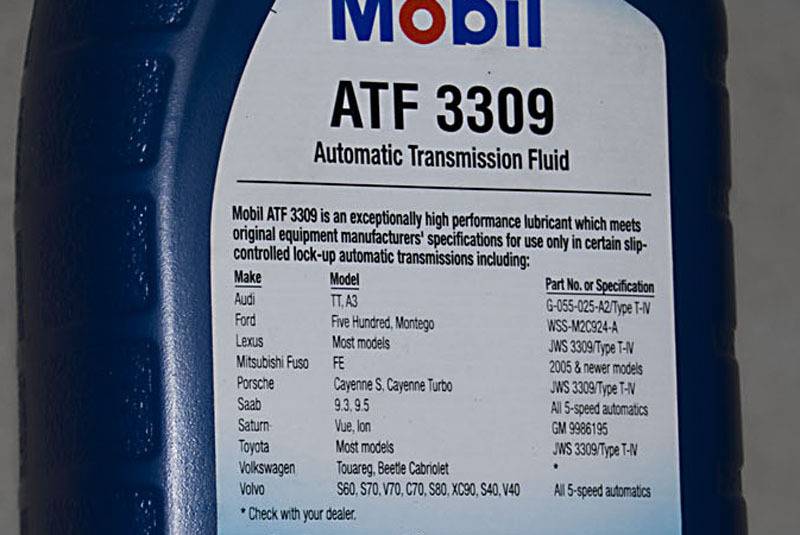 Mobil
ATF 3309
Automatic Transmission Fluid
Mobil ATF 3309 is an exceptionally high performance lubricant which meets
original equipment manufacturers' specifications for use only in certain slip-
controlled lock-up automatic transmissions including:
Make Model Part No. or Specification
Audi TT, A3 G-055-025-A2/Type T-IV
Ford Five Hundred, Montego WSS-M2C924-A
Lexus Most models JWS 3309/Type T-IV
Mitsubishi Fuso FE 2005 & newer models
Porsche Cayenne S, Cayenne Turbo JWS 3309/Type T-IV
Saab 9.3, 9.5 All 5-speed automatics
Saturn Vue, Ion GM 9986195
Toyota Most models JWS 3309/Type T-IV
Volkswagen Touareg, Beetle Cabriolet *
Volvo S60, S70, V70, C70, S80, XC90, S40, V40 All 5-speed automatics
* Check with your dealer.